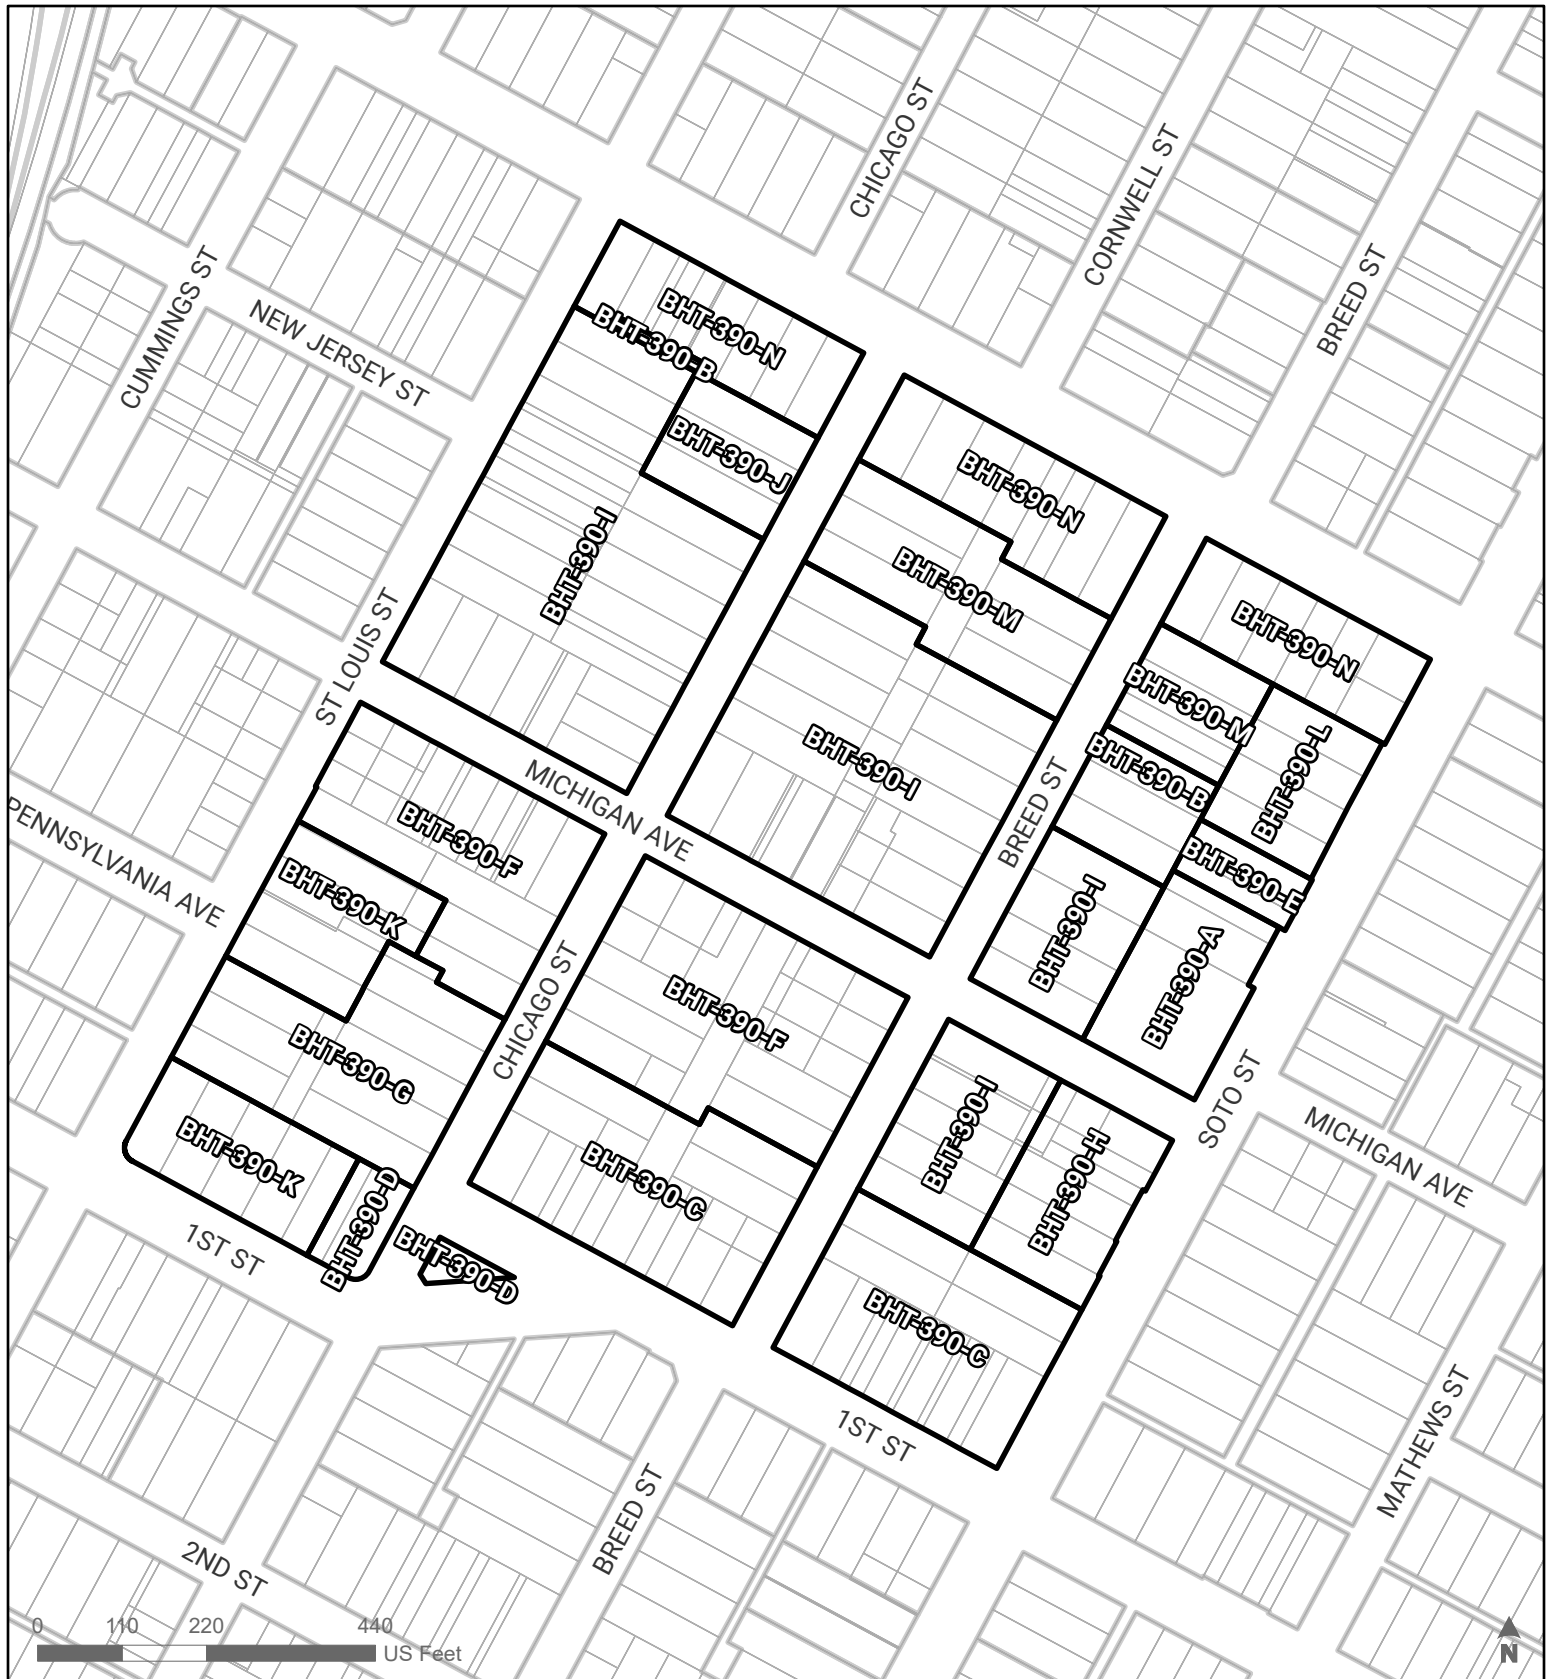 CHICAGO ST
CORNWELL ST
BREED ST
CUMMINGS ST
NEW JERSEY ST
BHT-390-N
BHT-390-B
BHT-390-J
BHT-390-I
BHT-390-N
BHT-390-M
BHT-390-I
BHT-390-N
BHT-390-M
BHT-390-L
BHT-390-B
BHT-390-E
BHT-390-I
BHT-390-A
ST LOUIS ST
MICHIGAN AVE
BREED ST
PENNSYLVANIA AVE
BHT-390-F
BHT-390-K
BHT-390-G
BHT-390-K
BHT-390-D
BHT-390-D
CHICAGO ST
BHT-390-F
BHT-390-C
BHT-390-I
BHT-390-H
BHT-390-C
SOTO ST
MICHIGAN AVE
1ST ST
1ST ST
MATHEWS ST
BREED ST
2ND ST
0 110 220 440
US Feet
N